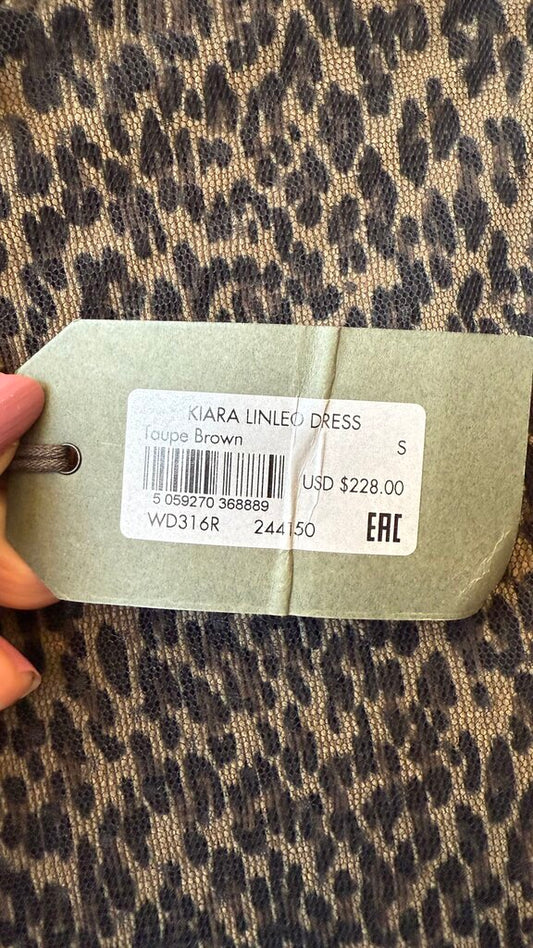 KIARA LINLEO DRESS
Taupe Brown
S
USD $228.00
5 059270 368889
WD316R 244150
EAC